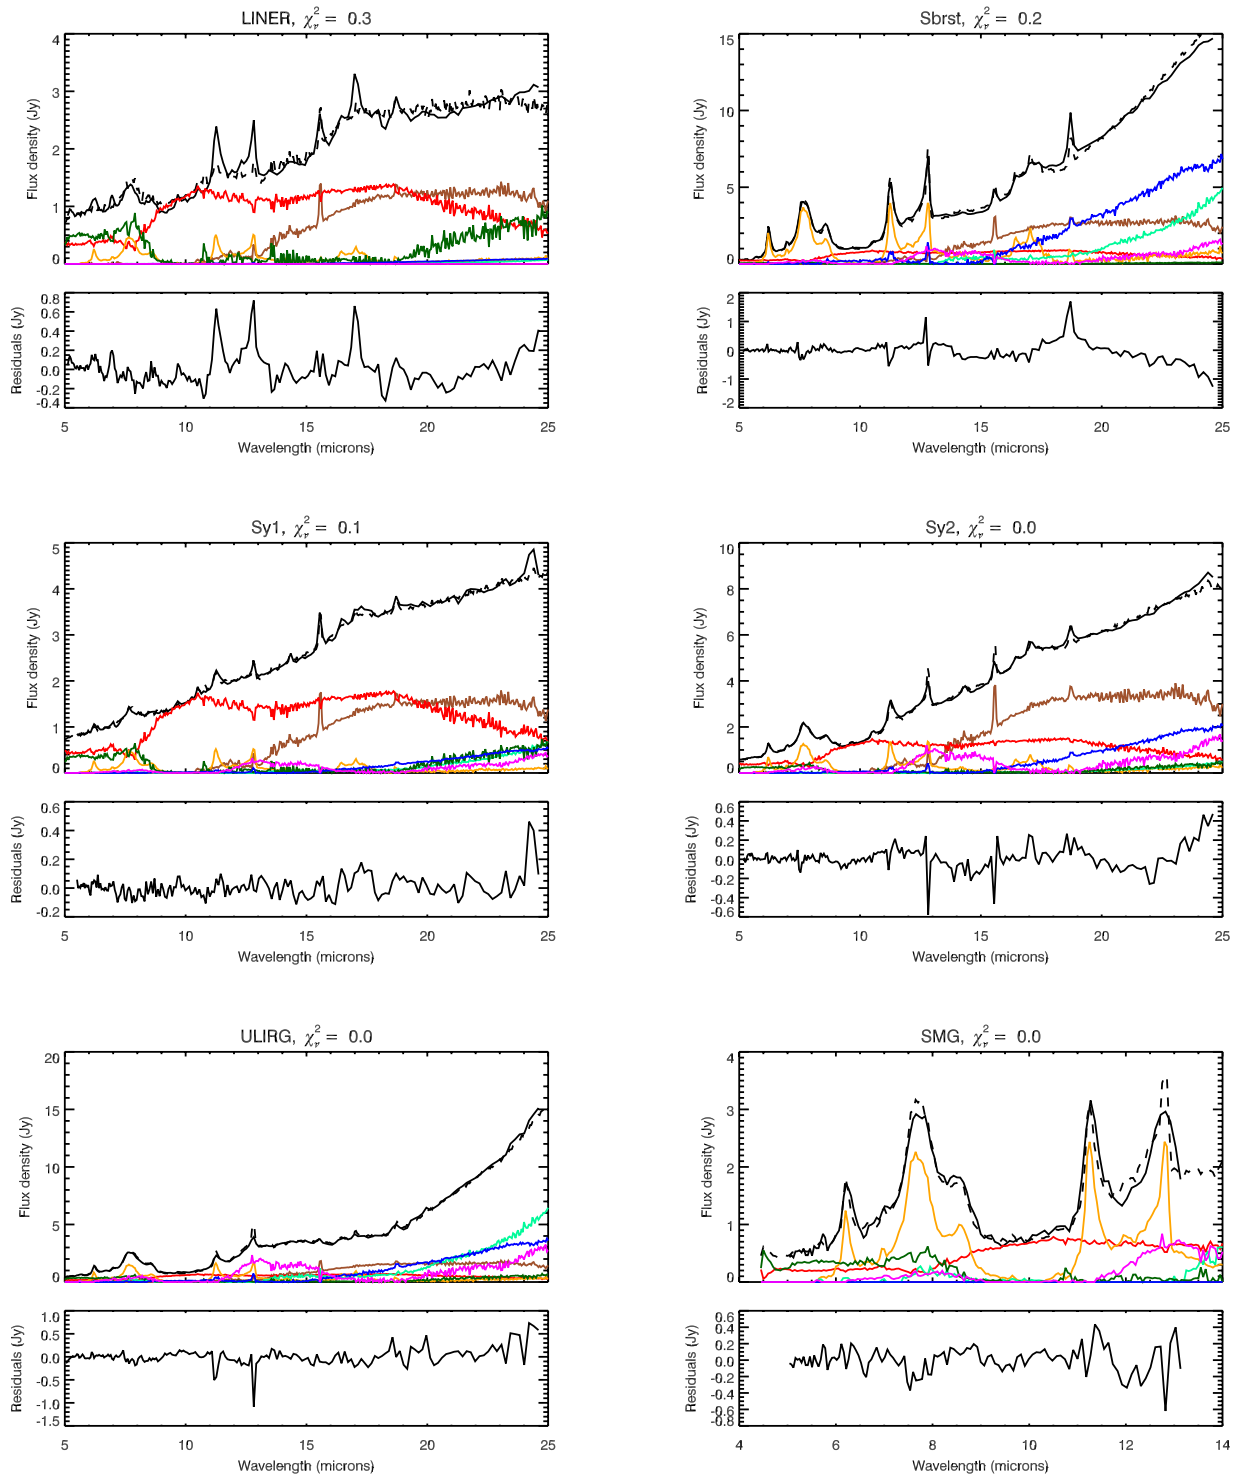 LINER, χ²ᵣ = 0.3
Flux density (Jy)
4
3
2
1
0
Residuals (Jy)
0.8
0.6
0.4
0.2
0.0
-0.2
-0.4
5 10 15 20 25
Wavelength (microns)
Sbrst, χ²ᵣ = 0.2
Flux density (Jy)
15
10
5
0
Residuals (Jy)
2
1
0
-1
-2
5 10 15 20 25
Wavelength (microns)
Sy1, χ²ᵣ = 0.1
Flux density (Jy)
5
4
3
2
1
0
Residuals (Jy)
0.6
0.4
0.2
0.0
-0.2
5 10 15 20 25
Wavelength (microns)
Sy2, χ²ᵣ = 0.0
Flux density (Jy)
10
8
6
4
2
0
Residuals (Jy)
0.6
0.4
0.2
0.0
-0.2
-0.4
-0.6
5 10 15 20 25
Wavelength (microns)
ULIRG, χ²ᵣ = 0.0
Flux density (Jy)
20
15
10
5
0
Residuals (Jy)
1.0
0.5
0.0
-0.5
-1.0
-1.5
5 10 15 20 25
Wavelength (microns)
SMG, χ²ᵣ = 0.0
Flux density (Jy)
4
3
2
1
0
Residuals (Jy)
0.6
0.4
0.2
0.0
-0.2
-0.4
-0.6
-0.8
4 6 8 10 12 14
Wavelength (microns)